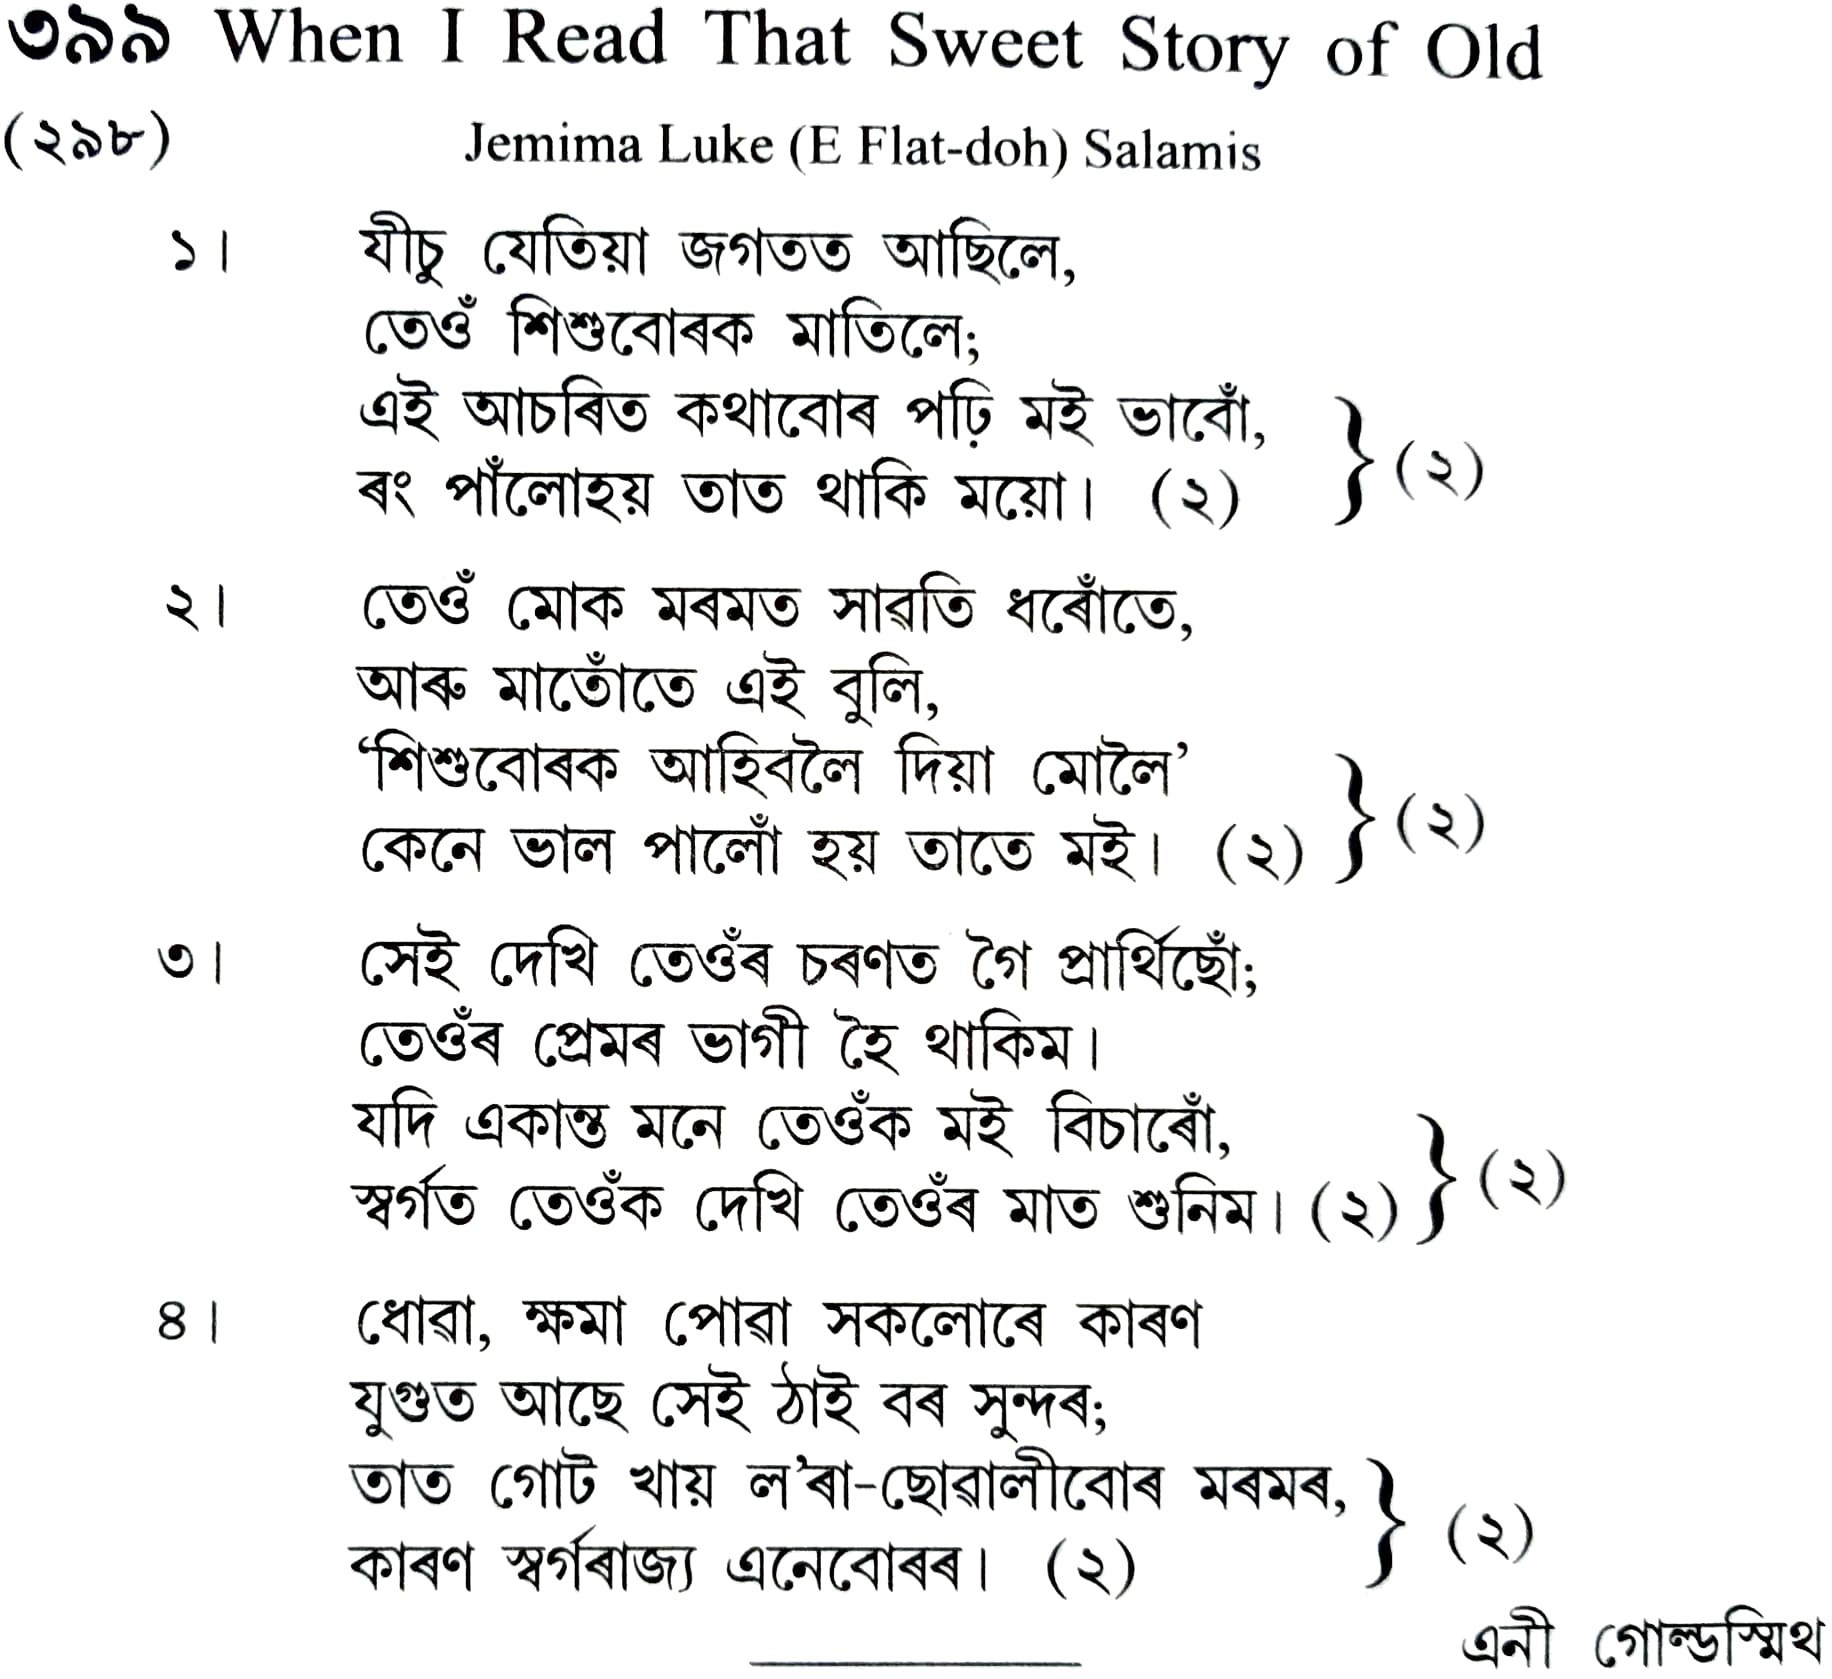 ৩৯৯ When I Read That Sweet Story of Old
(২৯৮) Jemima Luke (E Flat-doh) Salamis
১। যীচু যেতিয়া জগতত আছিলে,
তেওঁ শিশুবোৰক মাতিলে;
এই আচৰিত কথাবোৰ পঢ়ি মই ভাবোঁ,
ৰং পাঁলোহয় তাত থাকি ময়ো। (২) } (২)
২। তেওঁ মোক মৰমত সাৱতি ধৰোঁতে,
আৰু মাতোঁতে এই বুলি,
‘শিশুবোৰক আহিবলৈ দিয়া মোলৈ’
কেনে ভাল পালোঁ হয় তাতে মই। (২) } (২)
৩। সেই দেখি তেওঁৰ চৰণত গৈ প্ৰাৰ্থিছোঁ;
তেওঁৰ প্ৰেমৰ ভাগী হৈ থাকিম।
যদি একান্ত মনে তেওঁক মই বিচাৰোঁ,
স্বৰ্গত তেওঁক দেখি তেওঁৰ মাত শুনিম। (২) } (২)
৪। ধোৱা, ক্ষমা পোৱা সকলোৰে কাৰণ
যুগুত আছে সেই ঠাই বৰ সুন্দৰ;
তাত গোট খায় ল’ৰা-ছোৱালীবোৰ মৰমৰ,
কাৰণ স্বৰ্গৰাজ্য এনেবোৰৰ। (২) } (২)
এনী গোল্ডস্মিথ